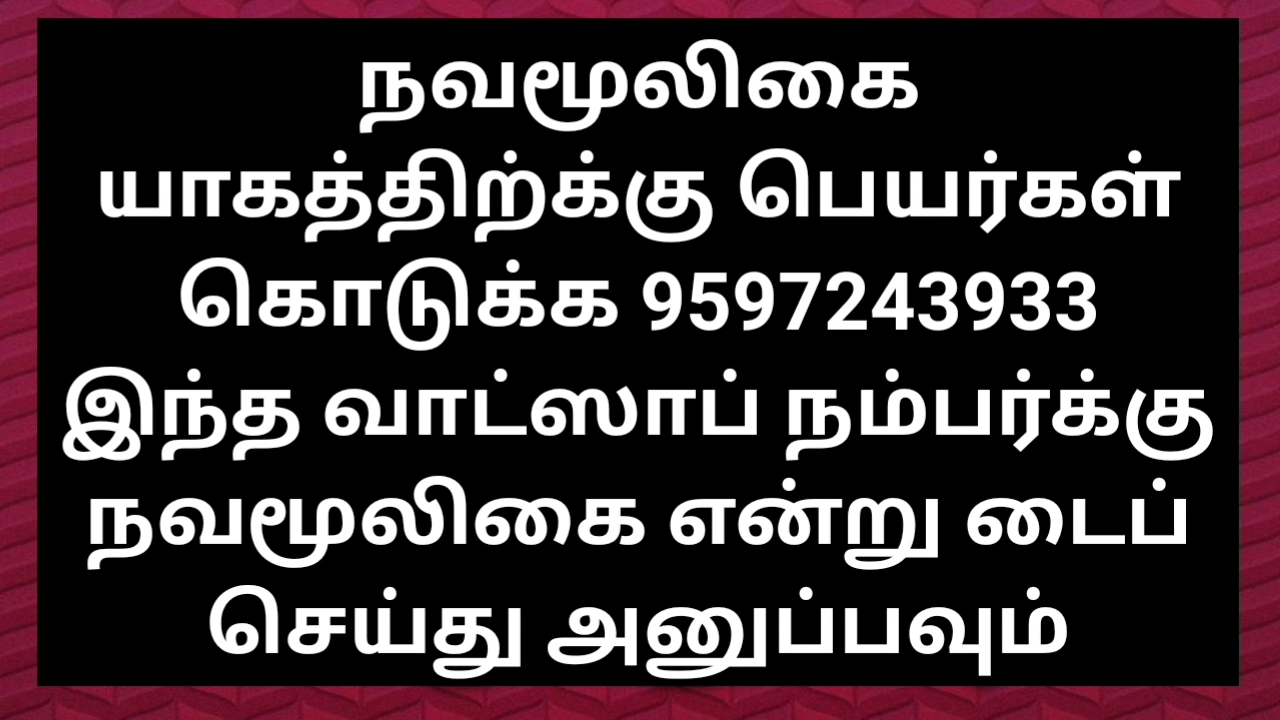 நவமூலிகை
யாகத்திற்க்கு பெயர்கள்
கொடுக்க 9597243933
இந்த வாட்ஸாப் நம்பர்க்கு
நவமூலிகை என்று டைப்
செய்து அனுப்பவும்